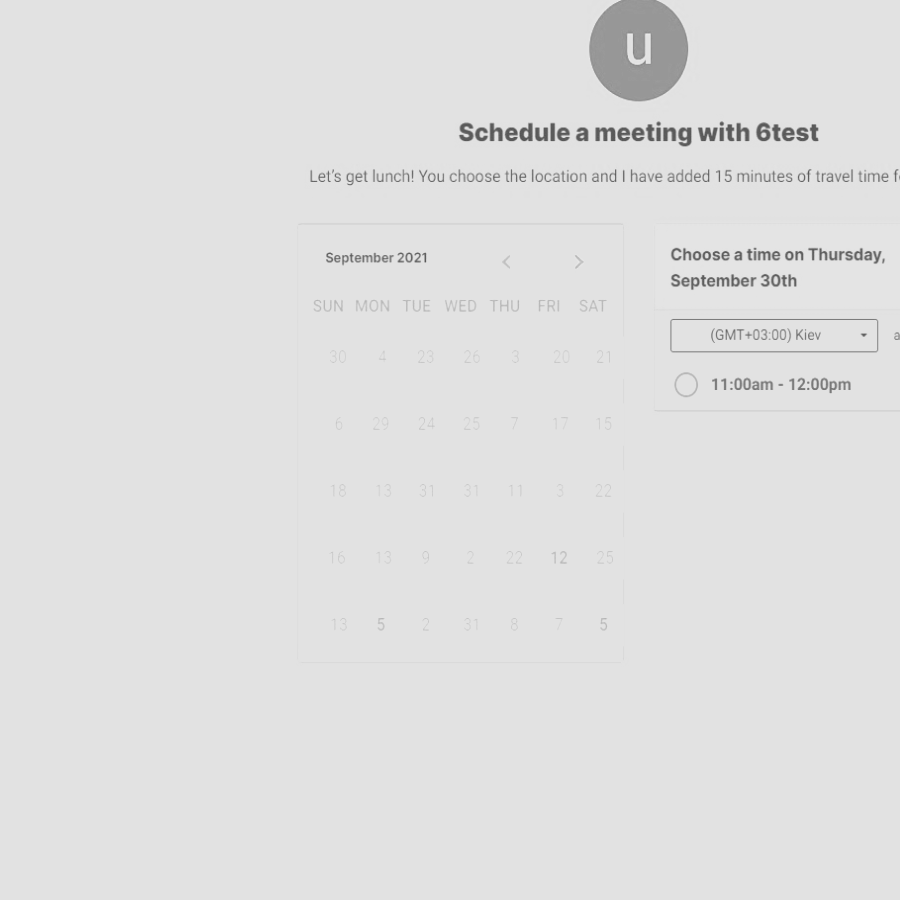 u
Schedule a meeting with 6test
Let's get lunch! You choose the location and I have added 15 minutes of travel time
September 2021
SUN MON TUE WED THU FRI SAT
30 4 23 26 3 20 21
6 29 24 25 7 17 15
18 13 31 31 11 3 22
16 13 9 2 22 12 25
13 5 2 31 8 7 5
Choose a time on Thursday,
September 30th
(GMT+03:00) Kiev
11:00am - 12:00pm